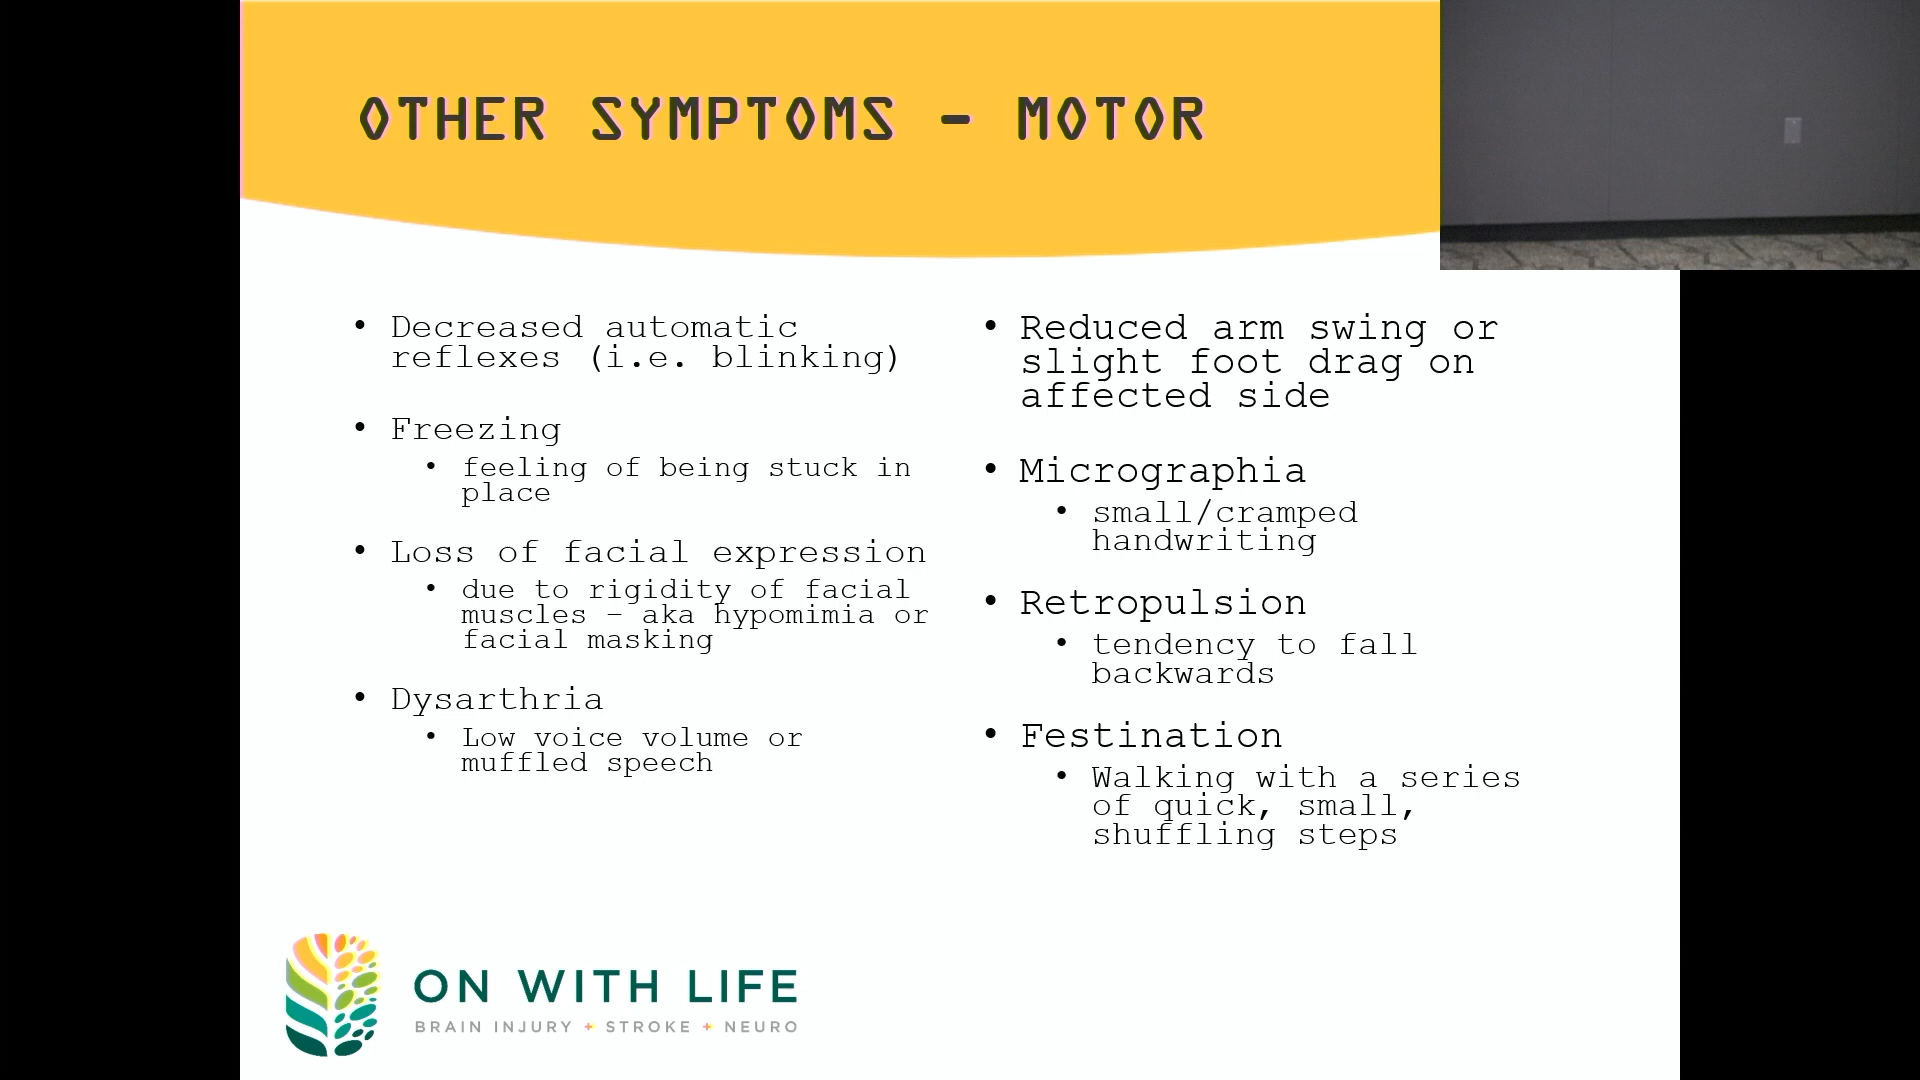 OTHER SYMPTOMS – MOTOR
• Decreased automatic
reflexes (i.e. blinking)
• Freezing
• feeling of being stuck in
place
• Loss of facial expression
• due to rigidity of facial
muscles – aka hypomimia or
facial masking
• Dysarthria
• Low voice volume or
muffled speech
• Reduced arm swing or
slight foot drag on
affected side
• Micrographia
• small/cramped
handwriting
• Retropulsion
• tendency to fall
backwards
• Festination
• Walking with a series
of quick, small,
shuffling steps
ON WITH LIFE
BRAIN INJURY + STROKE + NEURO